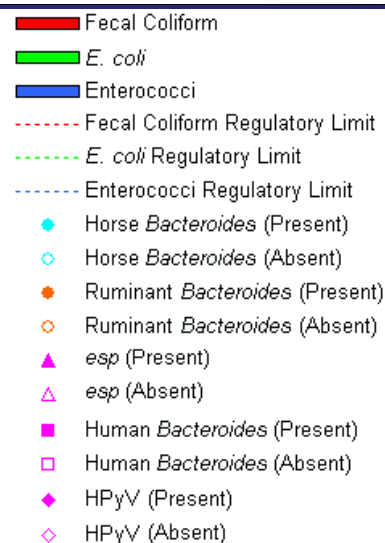 Fecal Coliform
E. coli
Enterococci
Fecal Coliform Regulatory Limit
E. coli Regulatory Limit
Enterococci Regulatory Limit
Horse Bacteroides (Present)
Horse Bacteroides (Absent)
Ruminant Bacteroides (Present)
Ruminant Bacteroides (Absent)
esp (Present)
esp (Absent)
Human Bacteroides (Present)
Human Bacteroides (Absent)
HPyV (Present)
HPyV (Absent)